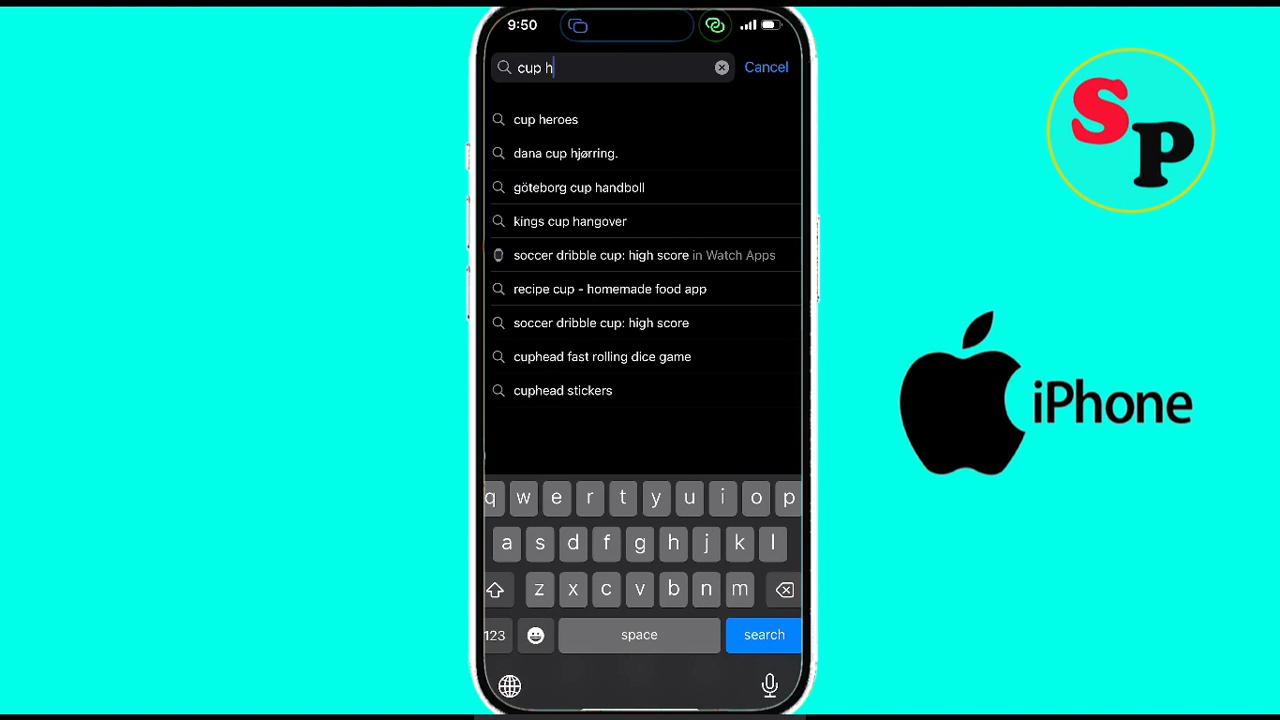 9:50
cup h
Cancel
cup heroes
dana cup hjørring.
göteborg cup handboll
kings cup hangover
soccer dribble cup: high score in Watch Apps
recipe cup - homemade food app
soccer dribble cup: high score
cuphead fast rolling dice game
cuphead stickers
q w e r t y u i o p
a s d f g h j k l
z x c v b n m
123 space search
SP
iPhone